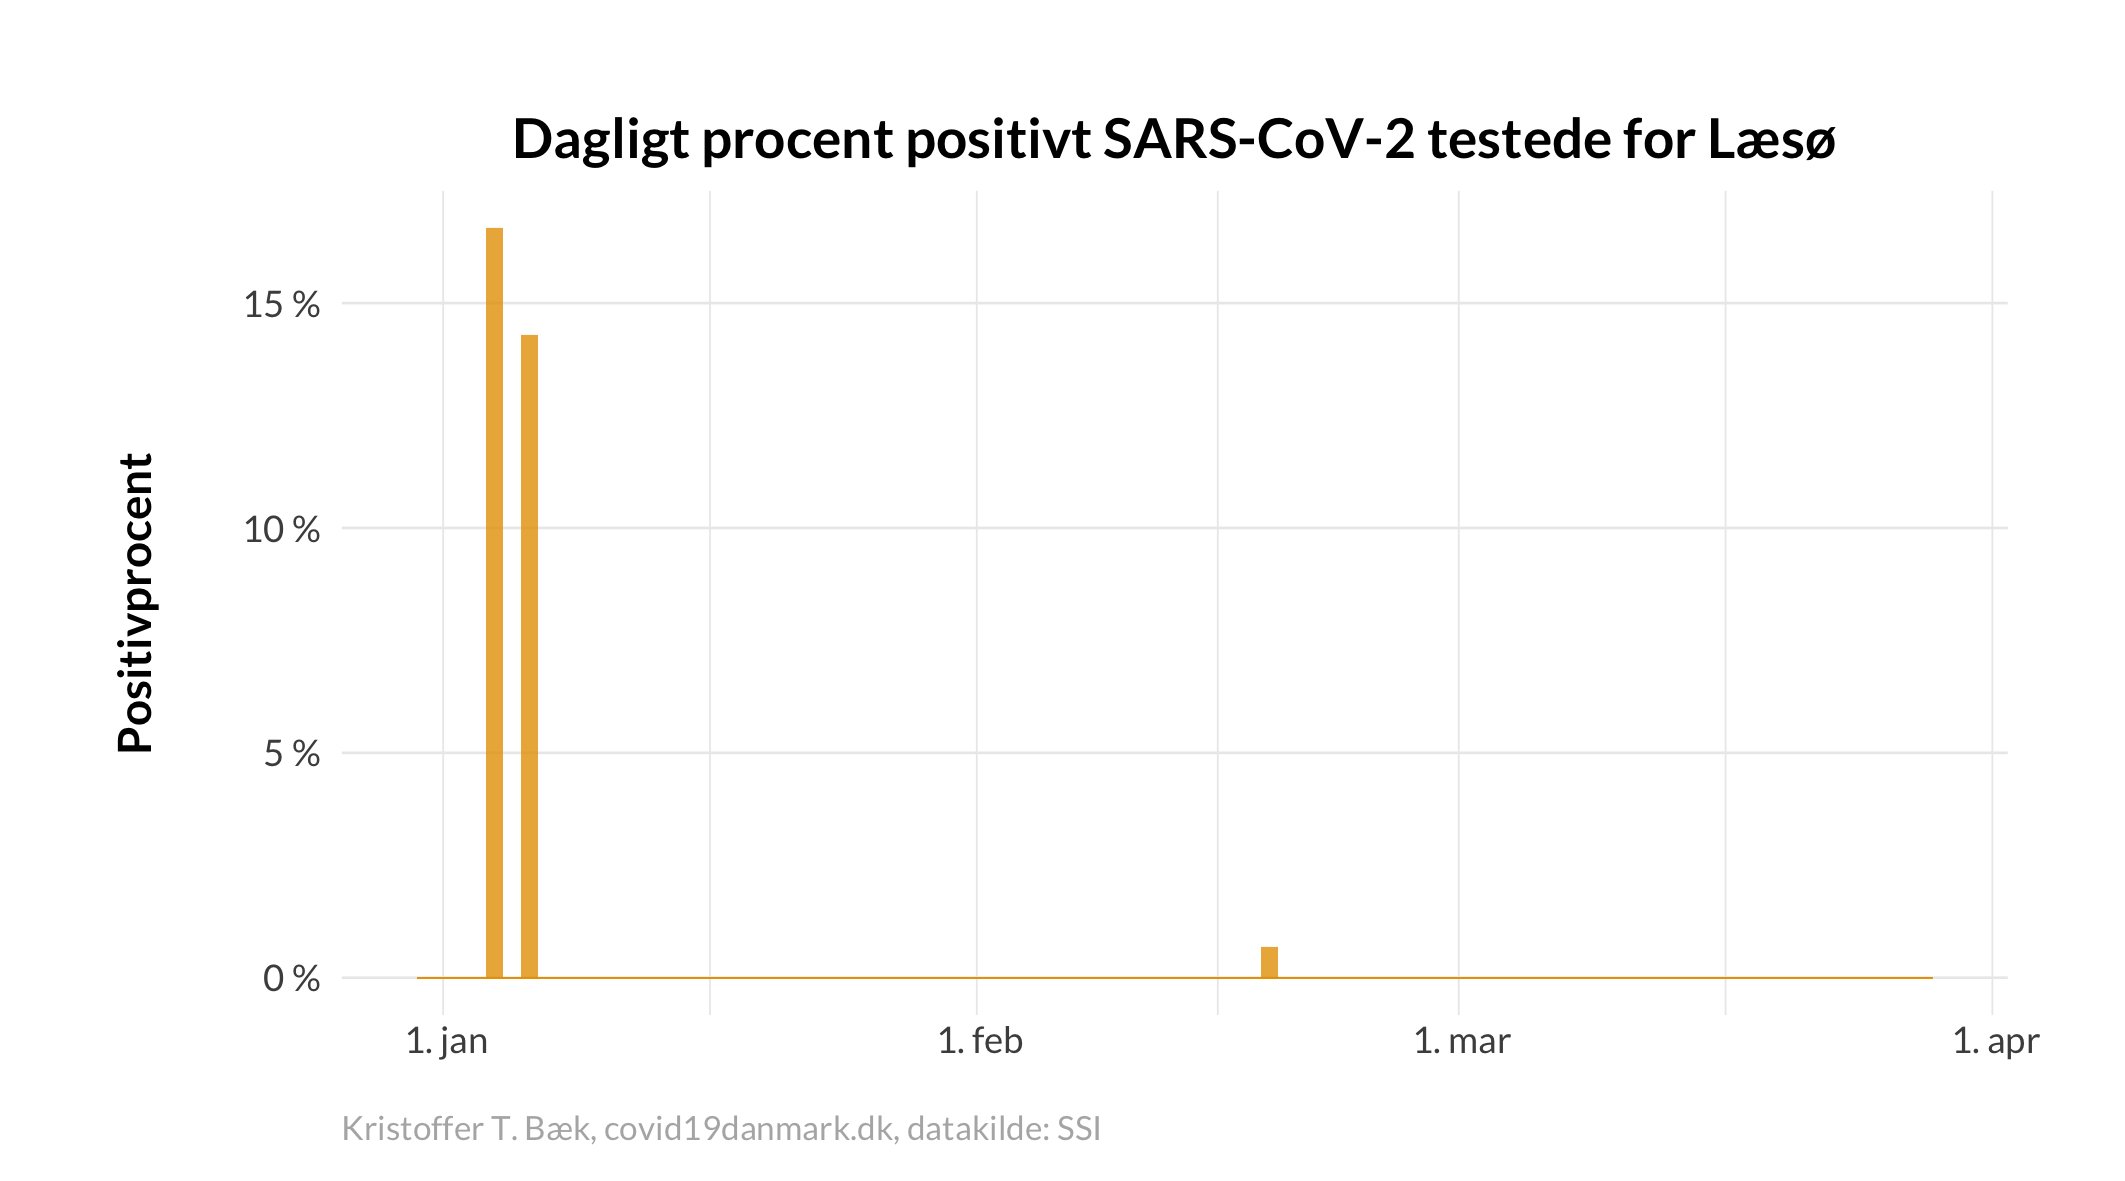 Dagligt procent positivt SARS-CoV-2 testede for Læsø
Positivprocent
15 %
10 %
5 %
0 %
1. jan
1. feb
1. mar
1. apr
Kristoffer T. Bæk, covid19danmark.dk, datakilde: SSI